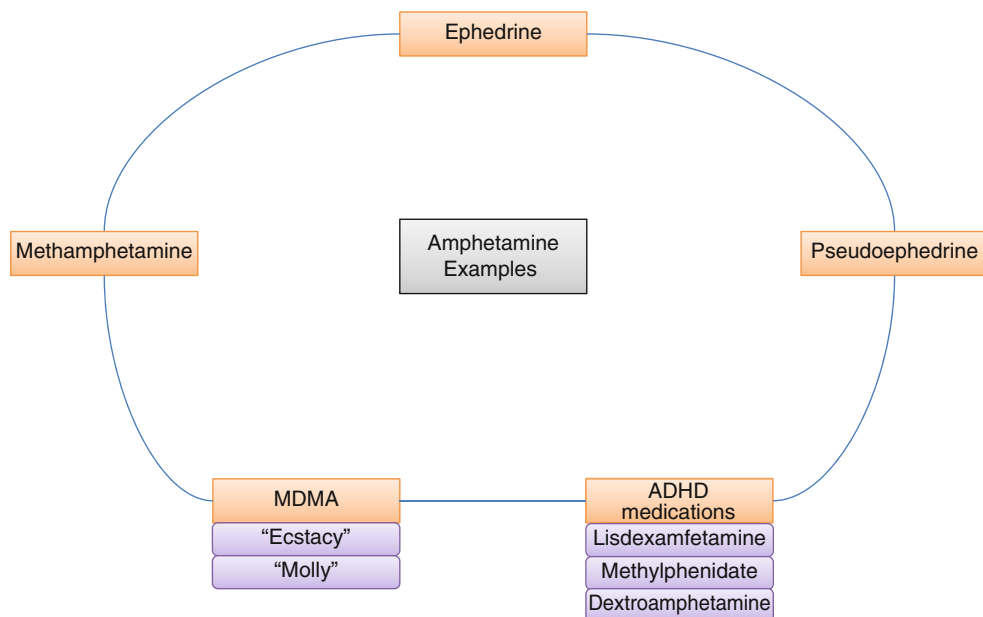 Ephedrine
Methamphetamine
Amphetamine
Examples
Pseudoephedrine
MDMA
“Ecstacy”
“Molly”
ADHD
medications
Lisdexamfetamine
Methylphenidate
Dextroamphetamine